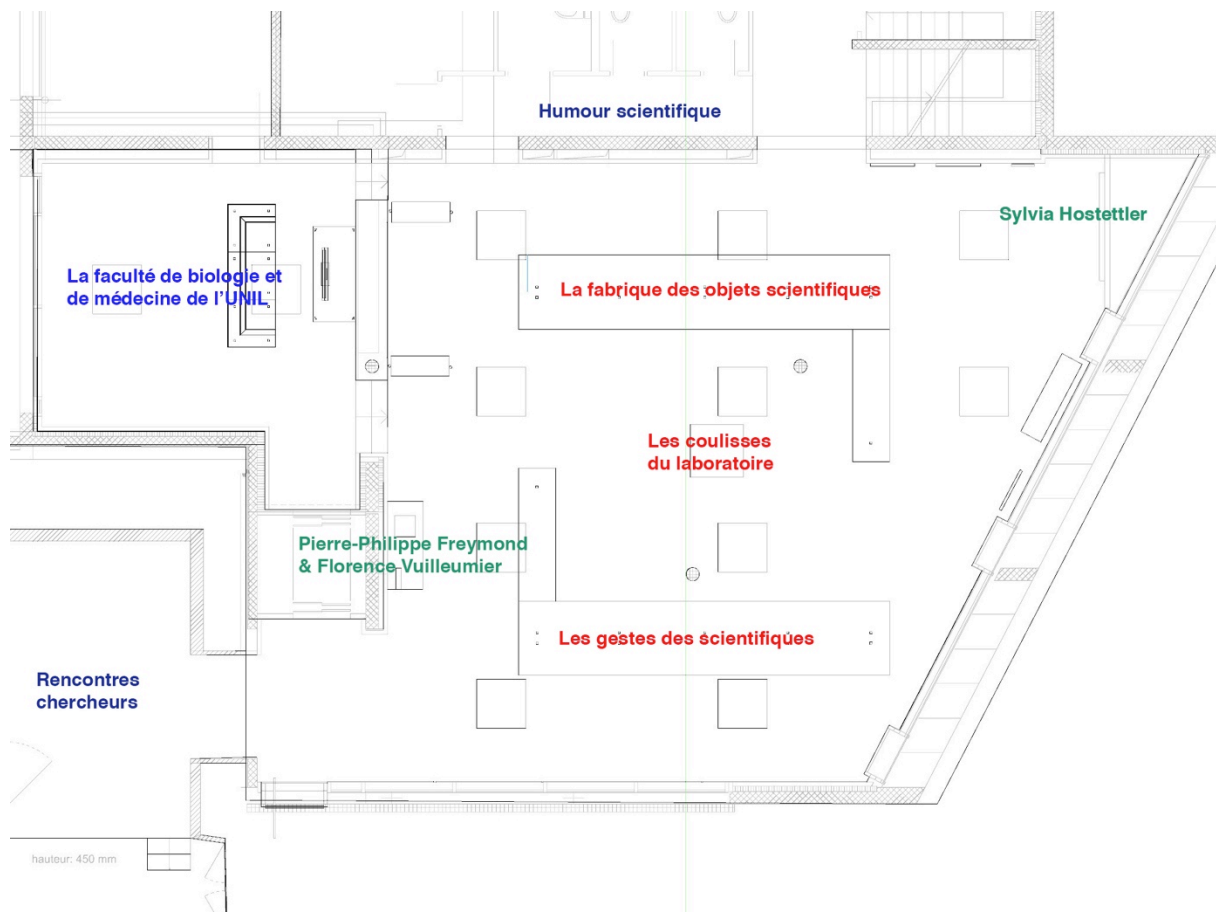 Humour scientifique
Sylvia Hostettler
La faculté de biologie et
de médecine de l'UNIL
La fabrique des objets scientifiques
Les coulisses
du laboratoire
Pierre-Philippe Freymond
& Florence Vuilleumier
Les gestes des scientifiques
Rencontres
chercheurs
hauteur: 450 mm